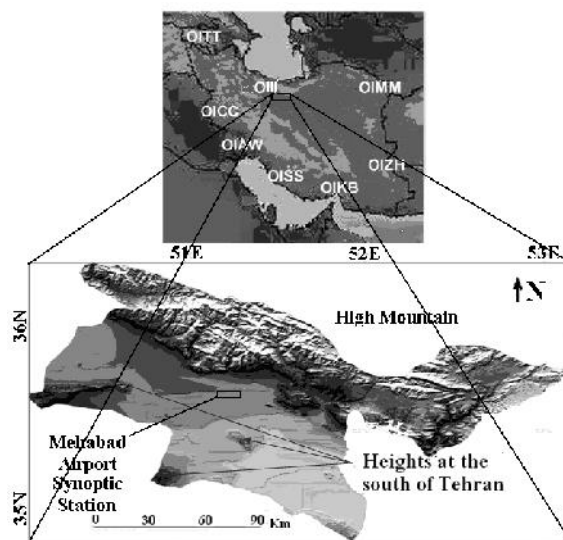 OITT
OIII
OIMM
OICC
OIAW
OIZH
OISS
OIKB
51E
52E
53E
N
36N
High Mountain
Mehrabad
Airport
Synoptic
Station
Heights at the
south of Tehran
35N
0 30 60 90 Km